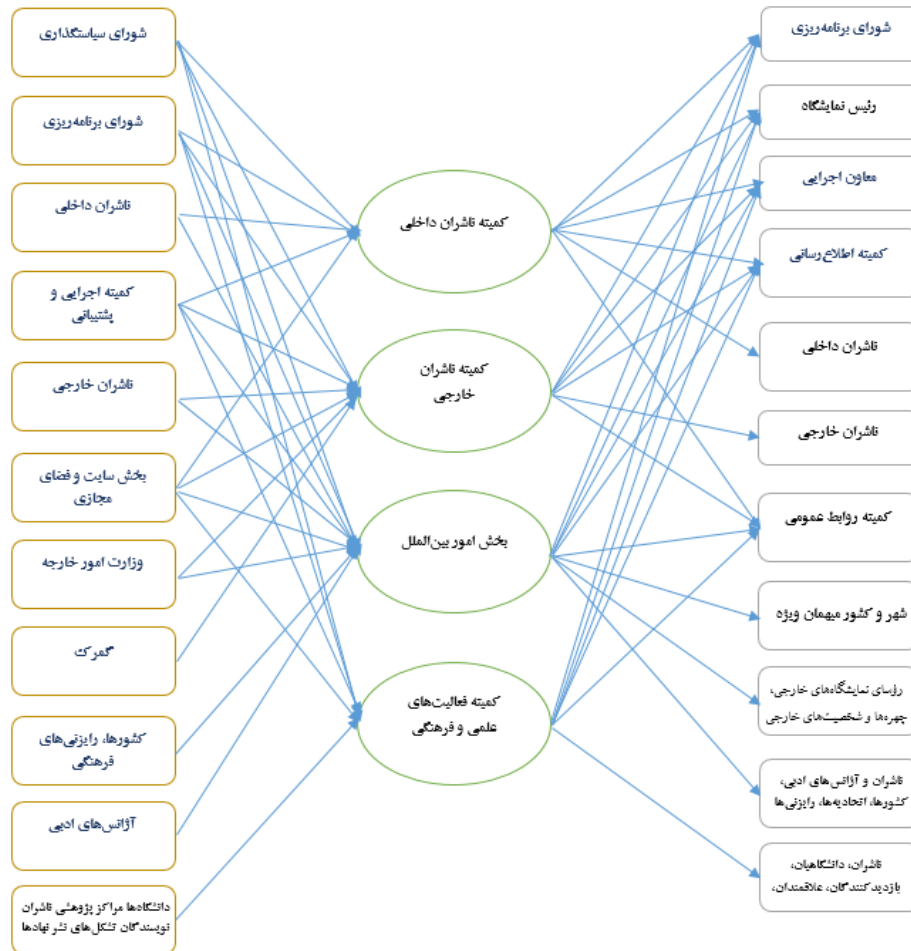 شورای برنامه‌ریزی
رئیس نمایشگاه
معاون اجرایی
کمیته اطلاع‌رسانی
ناشران داخلی
ناشران خارجی
کمیته روابط عمومی
شهر و کشور میهمان ویژه
رؤسای نمایشگاه‌های خارجی،
چهره‌ها و شخصیت‌های خارجی
ناشران و آژانس‌های ادبی،
کشورها، اتحادیه‌ها، رایزنی‌ها
ناشران، دانشگاهیان،
بازدیدکنندگان، علاقمندان،
کمیته ناشران داخلی
کمیته ناشران
خارجی
بخش امور بین‌الملل
کمیته فعالیت‌های
علمی و فرهنگی
شورای سیاستگذاری
شورای برنامه‌ریزی
ناشران داخلی
کمیته اجرایی و
پشتیبانی
ناشران خارجی
بخش سایت و فضای
مجازی
وزارت امور خارجه
گمرک
کشورها، رایزنی‌های
فرهنگی
آژانس‌های ادبی
دانشگاه‌ها مراکز پژوهشی ناشران
نویسندگان تشکل‌های نشر نهادها